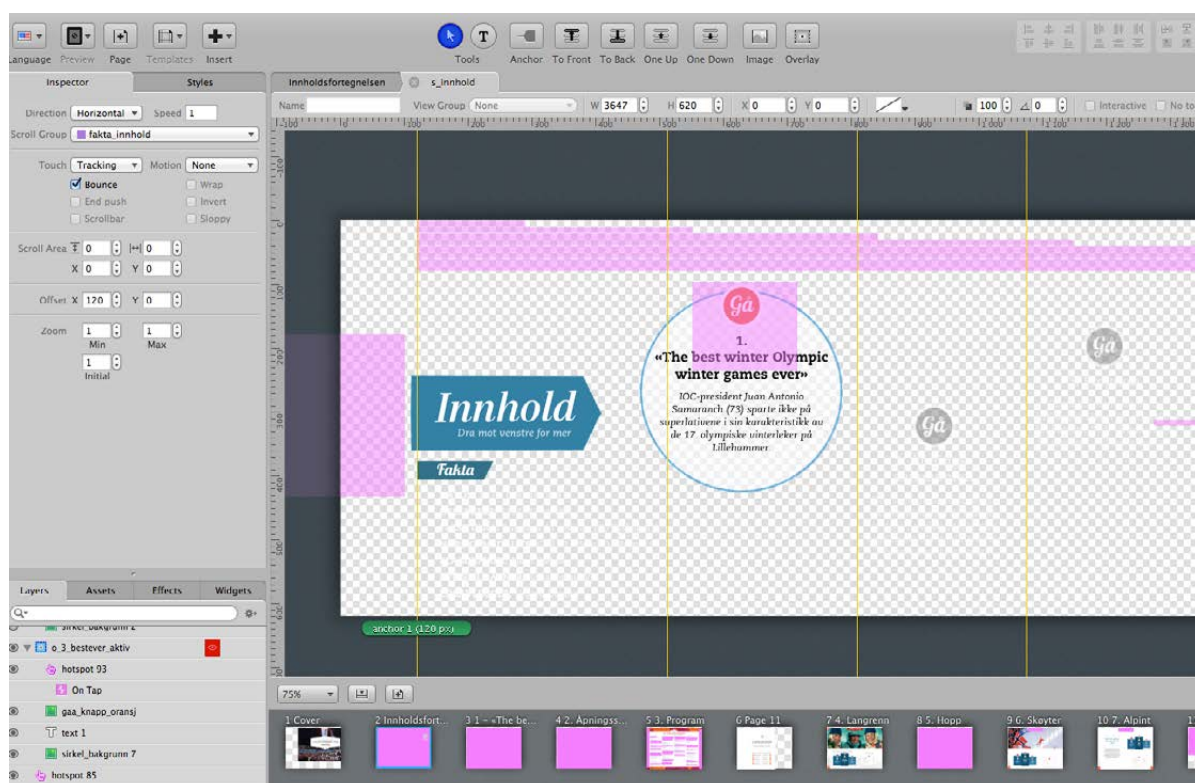 anguage Preview Page Templates Insert
Tools Anchor To Front To Back One Up One Down Image Overlay
Inspector Styles
Innholdsfortegnelsen s_innhold
Name View Group (None W 3647 H 620 X 0 Y 0 100 0 Interactive No to
Direction Horizontal Speed 1
Scroll Group fakta_innhold
Touch Tracking Motion None
Bounce Wrap
End push Invert
Scrollbar Sloppy
Scroll Area 0 0
X 0 Y 0
Offset X 120 Y 0
Zoom 1 1
Min Max
1
Initial
Gå
1.
«The best winter Olympic
winter games ever»
IOC-president Juan Antonio
Samaranch (73) sparte ikke på
superlativene i sin karakteristikk av
de 17. olympiske vinterleker på
Lillehammer
Gå
Gå
Innhold
Dra mot venstre for mer
Fakta
anchor 1 (120 px)
Layers Assets Effects Widgets
o_3_bestever_aktiv
hotspot 93
On Tap
gaa_knapp_oransj
text 1
sirkel_bakgrunn 7
hotspot 85
75%
1 Cover 2 Innholdsfort... 3 1 - «The be... 4 2. Åpningss... 5 3. Program 6 Page 11 7 4. Langrenn 8 5. Hopp 9 6. Skøyter 10 7. Alpint